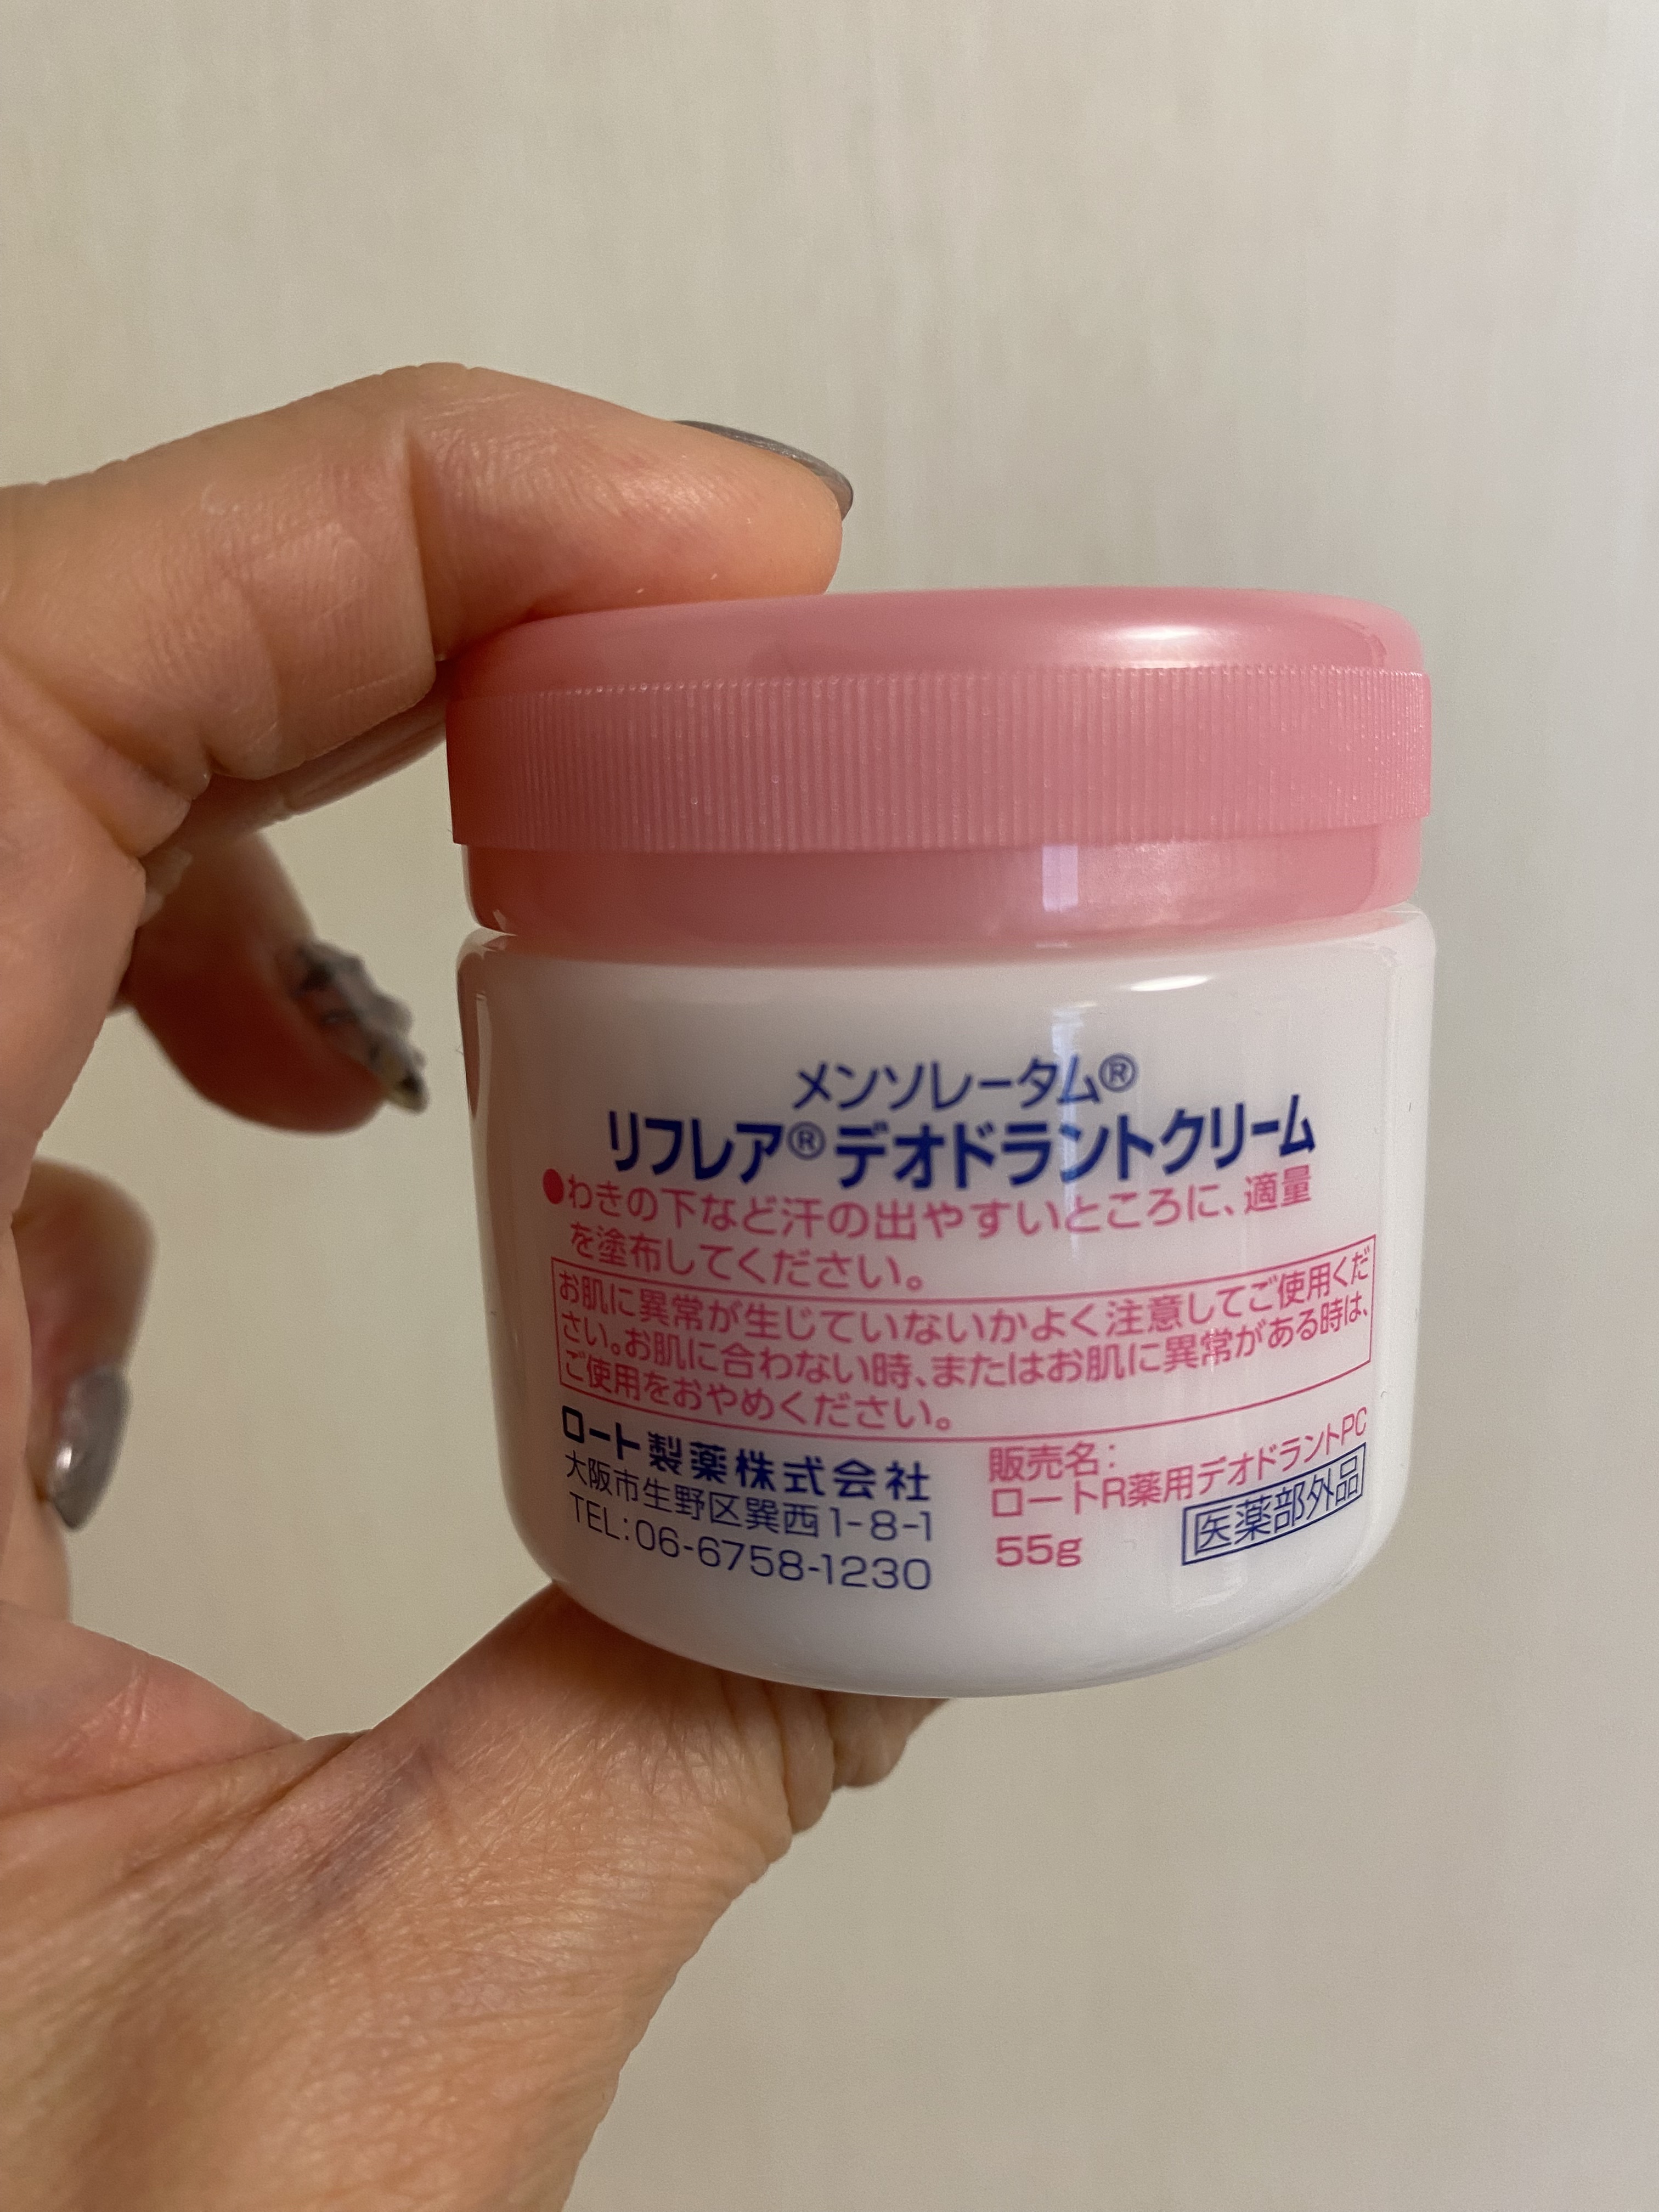 メンソレータム®
リフレア®デオドラントクリーム
●わきの下など汗の出やすいところに、適量
を塗布してください。
お肌に異常が生じていないかよく注意してご使用くだ
さい。お肌に合わない時、またはお肌に異常がある時は、
ご使用をおやめください。
ロート製薬株式会社
大阪市生野区巽西1-8-1
TEL:06-6758-1230
販売名:
ロートR薬用デオドラントPC
55g
医薬部外品